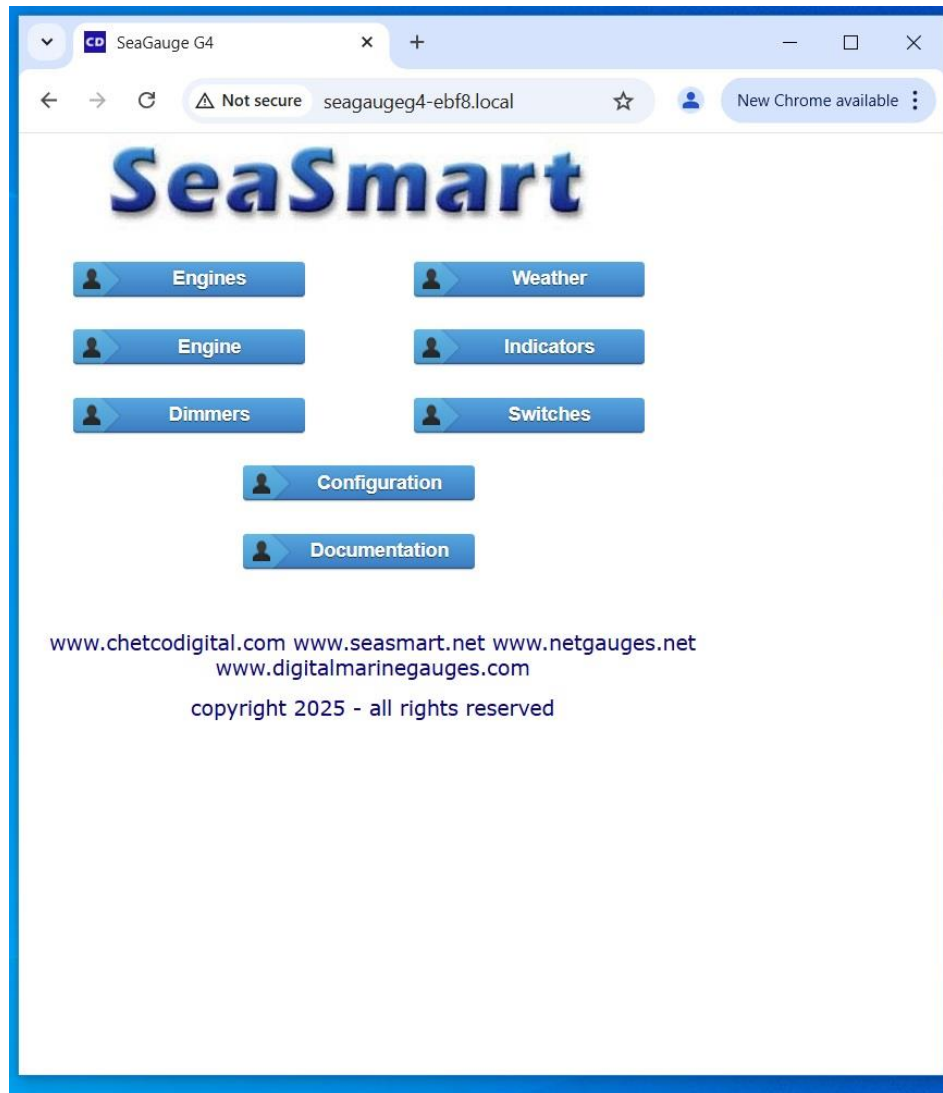 CD SeaGauge G4
Not secure seagaugeg4-ebf8.local New Chrome available
SeaSmart
Engines Weather
Engine Indicators
Dimmers Switches
Configuration
Documentation
www.chetcodigital.com www.seasmart.net www.netgauges.net
www.digitalmarinegauges.com
copyright 2025 - all rights reserved